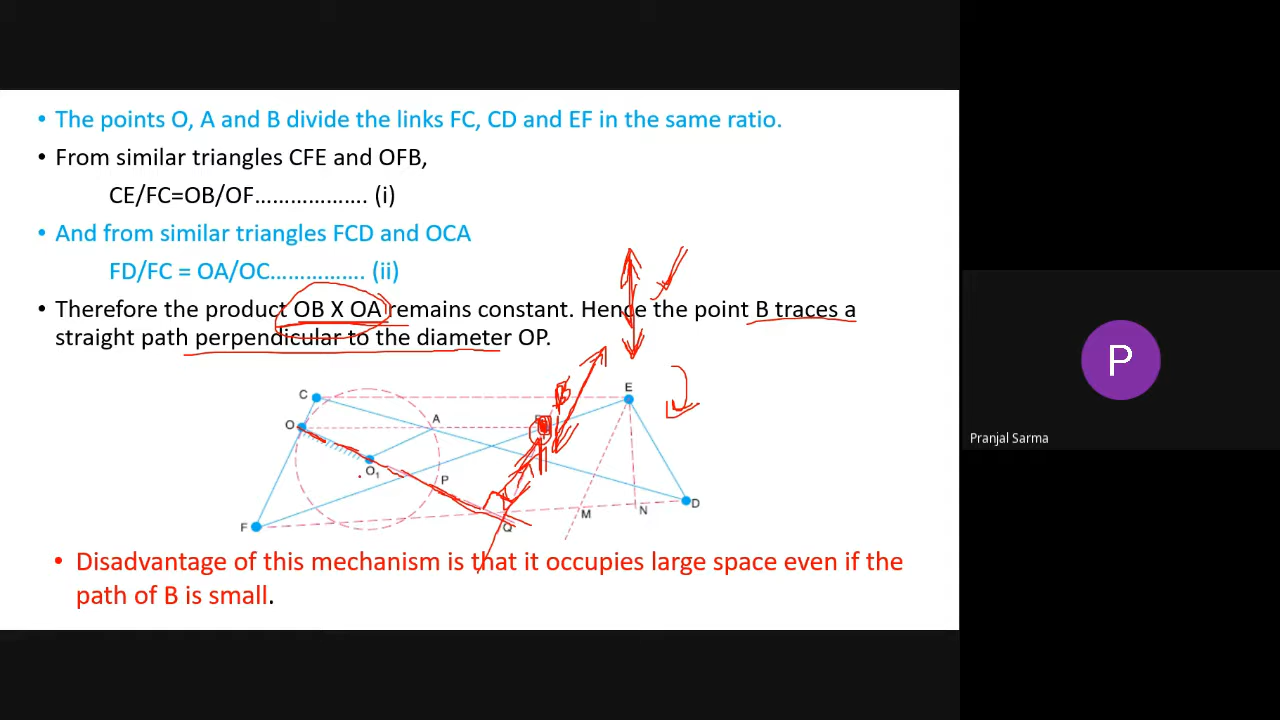 • The points O, A and B divide the links FC, CD and EF in the same ratio.
• From similar triangles CFE and OFB,
CE/FC=OB/OF................... (i)
• And from similar triangles FCD and OCA
FD/FC = OA/OC............... (ii)
• Therefore the product OB X OA remains constant. Hence the point B traces a
straight path perpendicular to the diameter OP.
C
E
O
A
B
O1
P
F
Q
M
N
D
• Disadvantage of this mechanism is that it occupies large space even if the
path of B is small.
P
Pranjal Sarma